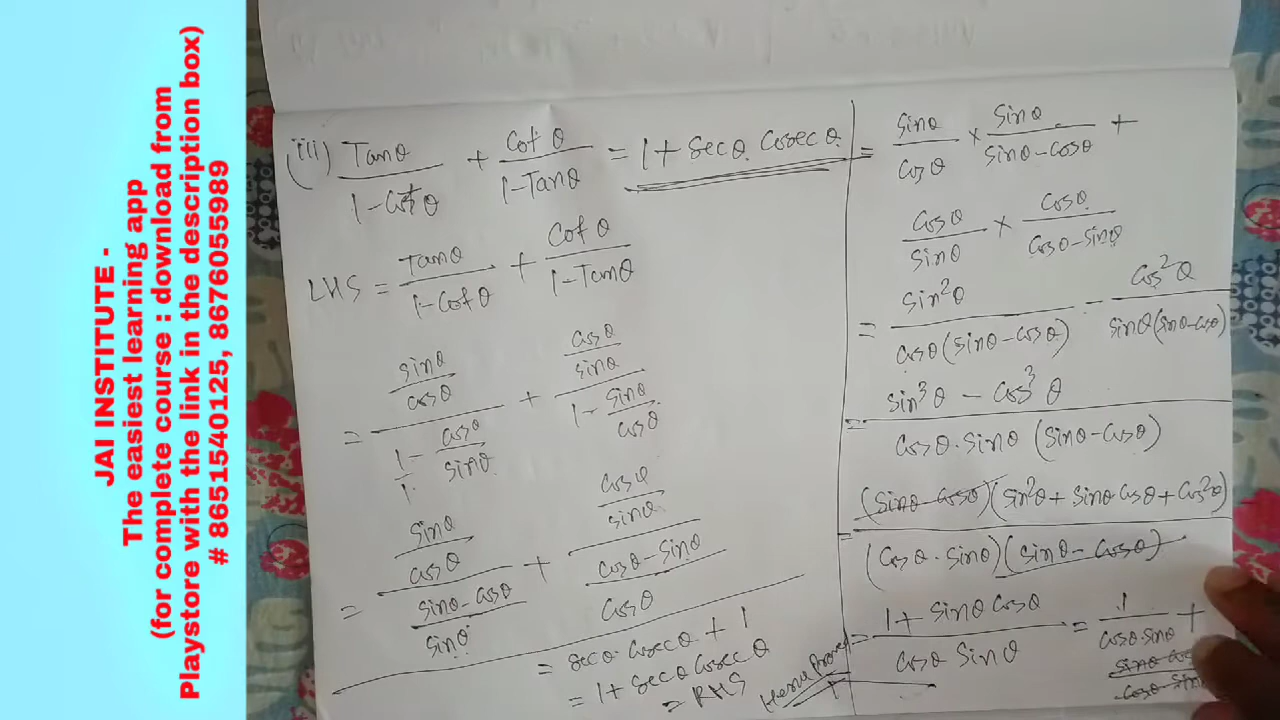 JAI INSTITUTE -
The easiest learning app
(for complete course : download from
Playstore with the link in the description box)
# 8651540125, 8676055989
(iii) Tanθ/(1-Cotθ) + Cotθ/(1-Tanθ) = 1 + secθ. Cosecθ.
LHS = Tanθ/(1-Cotθ) + Cotθ/(1-Tanθ)
= (sinθ/cosθ)/(1/1 - cosθ/sinθ) + (cosθ/sinθ)/(1 - sinθ/cosθ)
= (sinθ/cosθ)/((sinθ-cosθ)/sinθ) + (cosθ/sinθ)/((cosθ-sinθ)/cosθ)
= sinθ/cosθ × sinθ/(sinθ-cosθ) +
cosθ/sinθ × cosθ/(cosθ-sinθ)
= sin²θ/(cosθ(sinθ-cosθ)) - cos²θ/(sinθ(sinθ-cosθ))
= (sin³θ - cos³θ)/(cosθ.sinθ (sinθ-cosθ))
= (sinθ-cosθ)(sin²θ + sinθ cosθ + cos²θ)/((cosθ.sinθ)(sinθ-cosθ))
= (1 + sinθ cosθ)/(cosθ sinθ) = 1/(cosθ.sinθ) +
= secθ. Cosecθ + 1
= 1 + secθ Cosecθ
= RHS
Hence proved